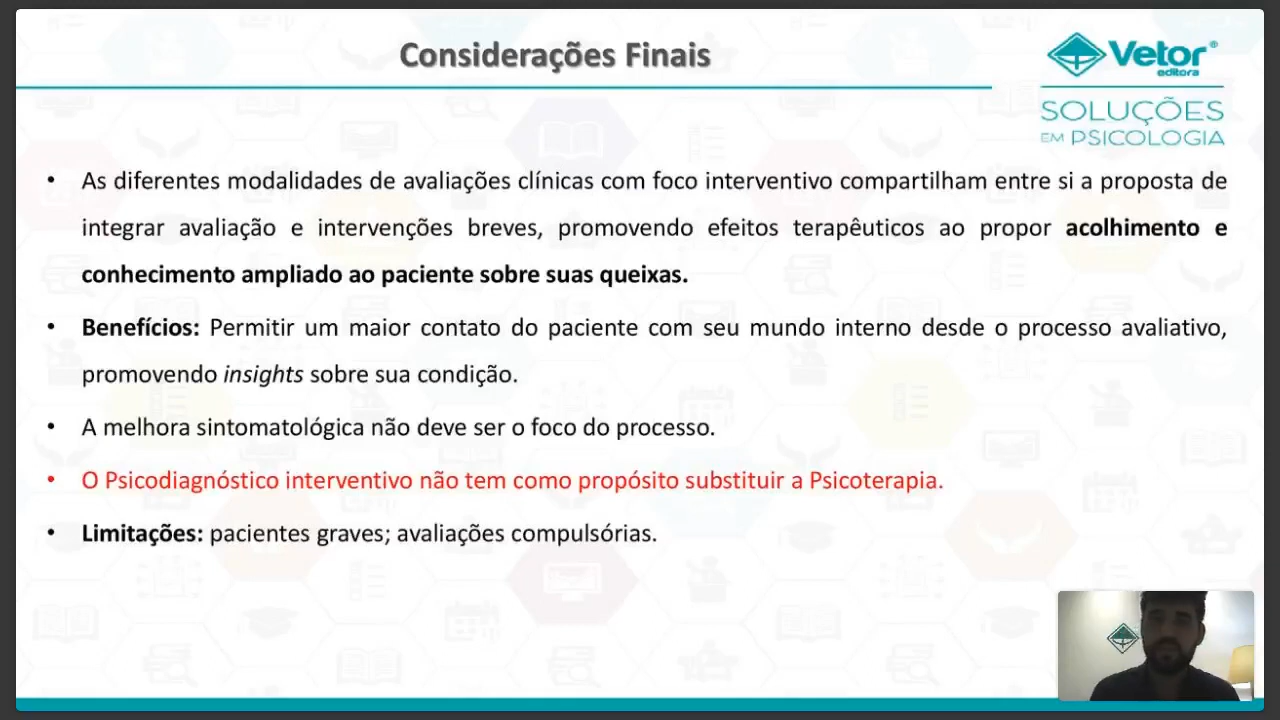 Considerações Finais
Vetor®
editora
SOLUÇÕES
EM PSICOLOGIA
• As diferentes modalidades de avaliações clínicas com foco interventivo compartilham entre si a proposta de
integrar avaliação e intervenções breves, promovendo efeitos terapêuticos ao propor acolhimento e
conhecimento ampliado ao paciente sobre suas queixas.
• Benefícios: Permitir um maior contato do paciente com seu mundo interno desde o processo avaliativo,
promovendo insights sobre sua condição.
• A melhora sintomatológica não deve ser o foco do processo.
• O Psicodiagnóstico interventivo não tem como propósito substituir a Psicoterapia.
• Limitações: pacientes graves; avaliações compulsórias.